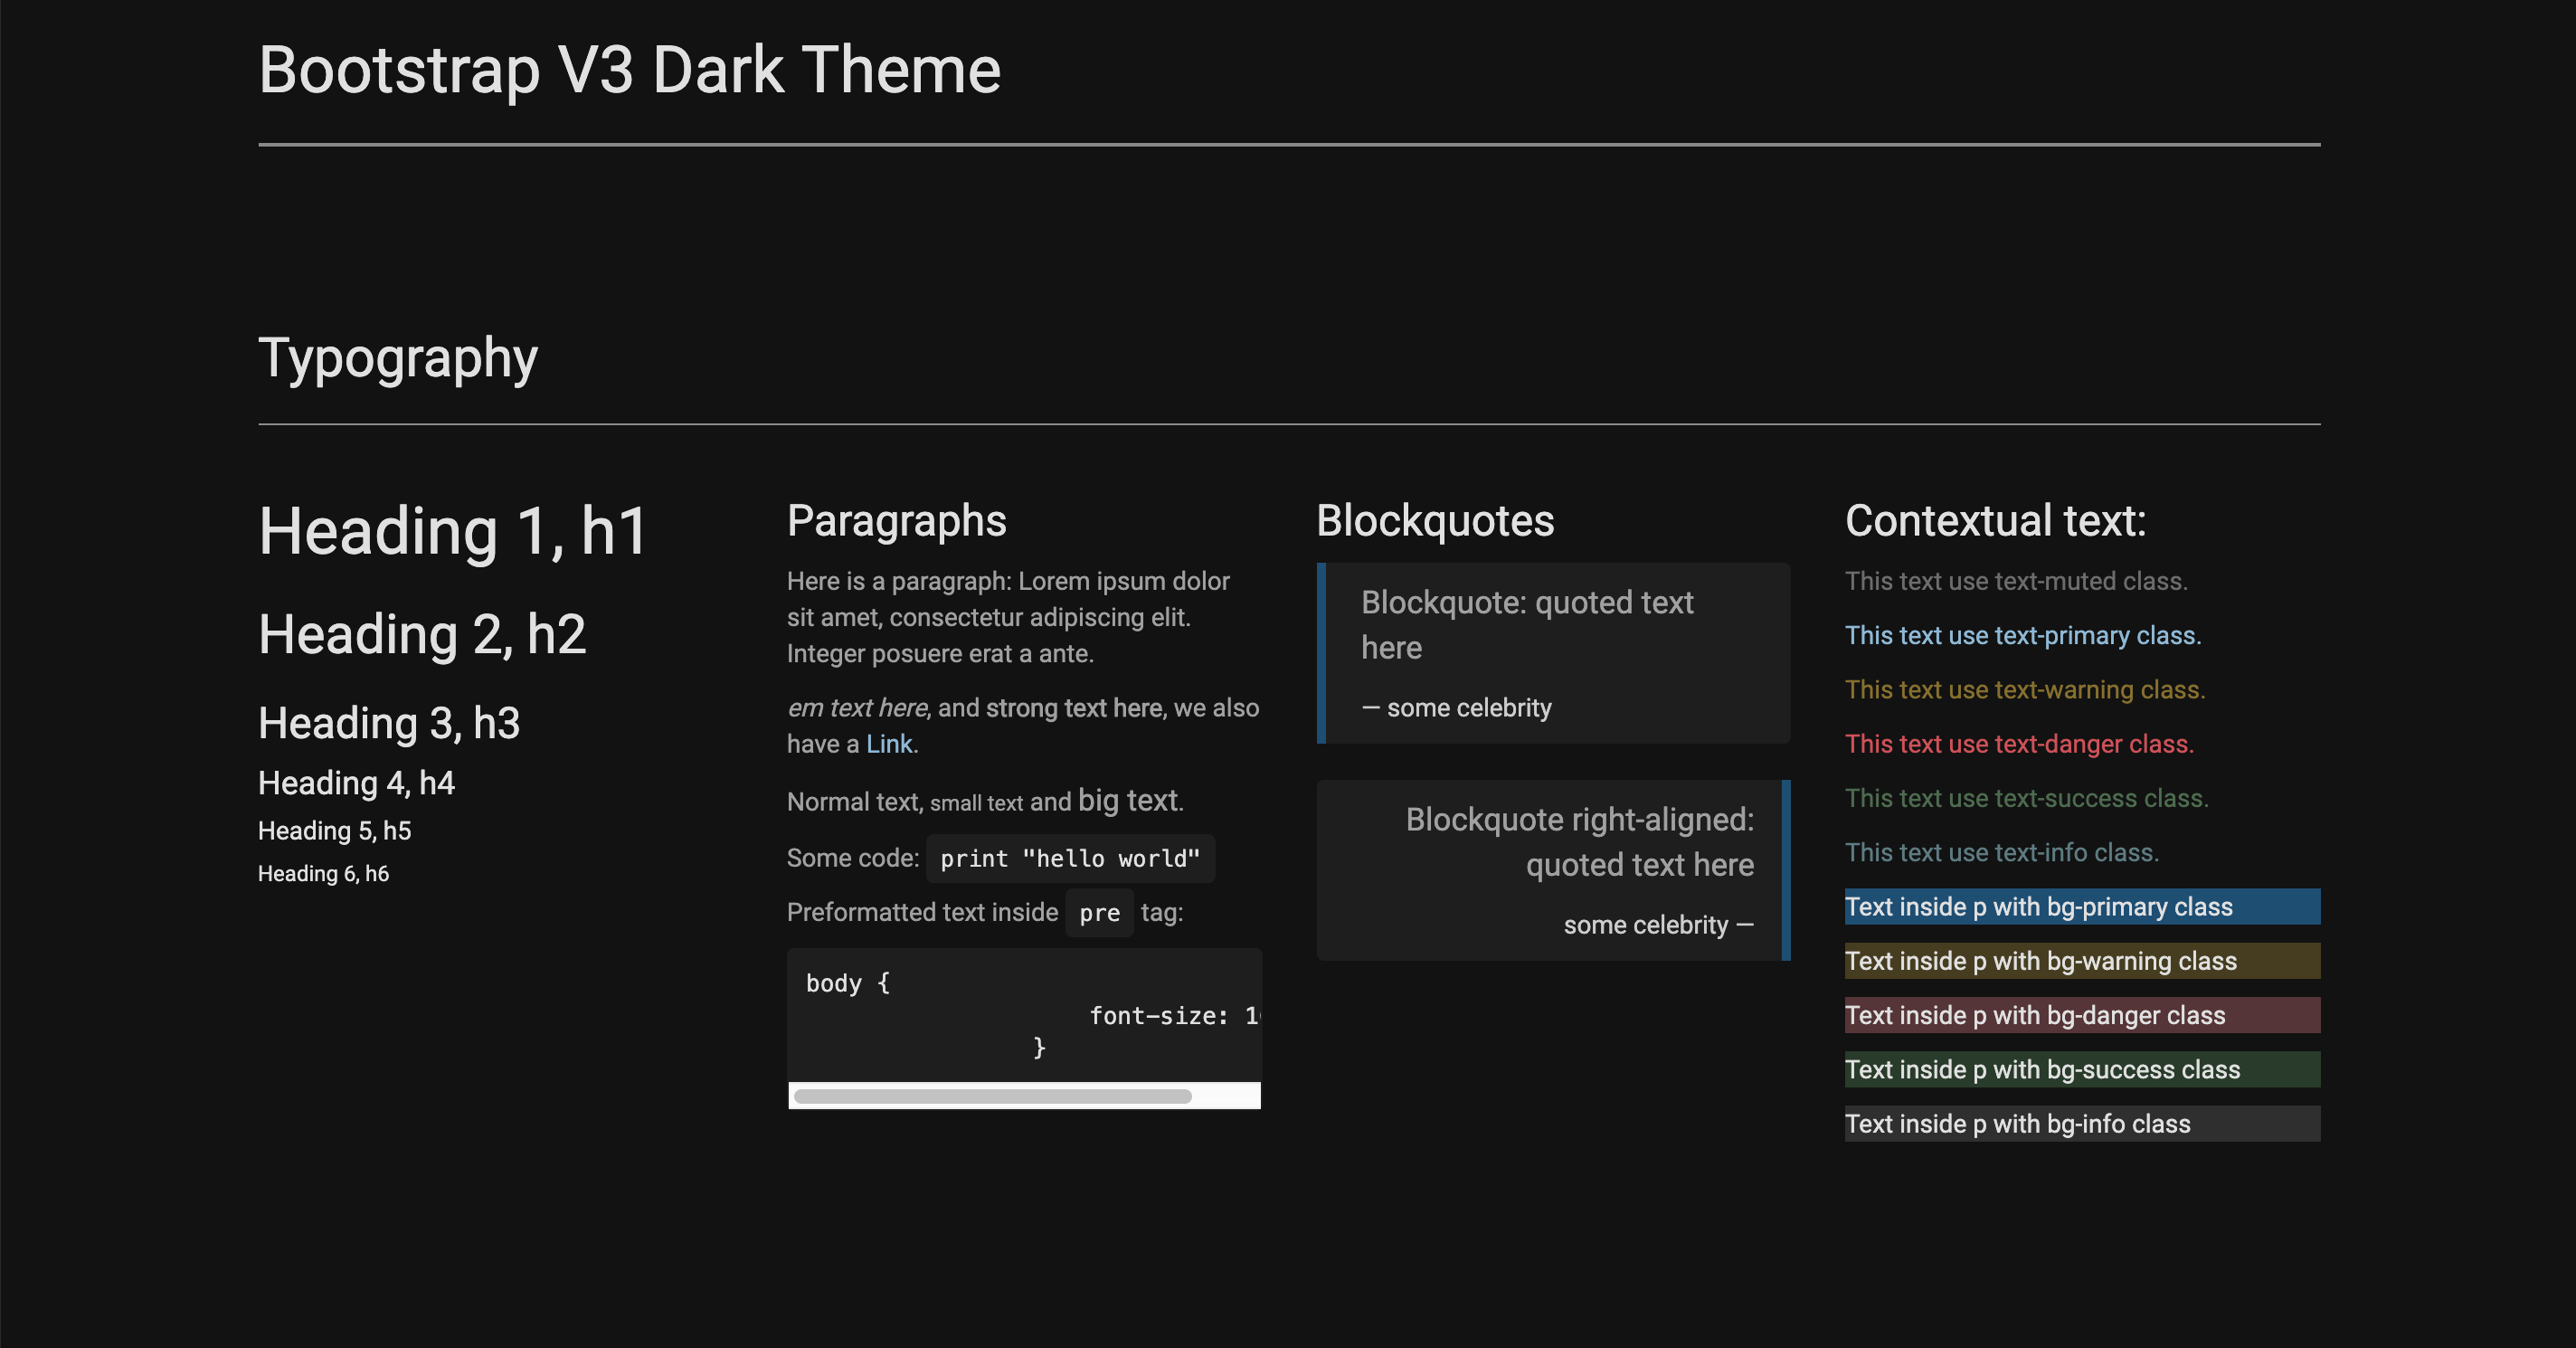 Bootstrap V3 Dark Theme
Typography
Heading 1, h1
Heading 2, h2
Heading 3, h3
Heading 4, h4
Heading 5, h5
Heading 6, h6
Paragraphs
Here is a paragraph: Lorem ipsum dolor
sit amet, consectetur adipiscing elit.
Integer posuere erat a ante.
em text here, and strong text here, we also
have a Link.
Normal text, small text and big text.
Some code: print "hello world"
Preformatted text inside pre tag:
body {
font-size: 1
}
Blockquotes
Blockquote: quoted text
here
— some celebrity
Blockquote right-aligned:
quoted text here
some celebrity —
Contextual text:
This text use text-muted class.
This text use text-primary class.
This text use text-warning class.
This text use text-danger class.
This text use text-success class.
This text use text-info class.
Text inside p with bg-primary class
Text inside p with bg-warning class
Text inside p with bg-danger class
Text inside p with bg-success class
Text inside p with bg-info class